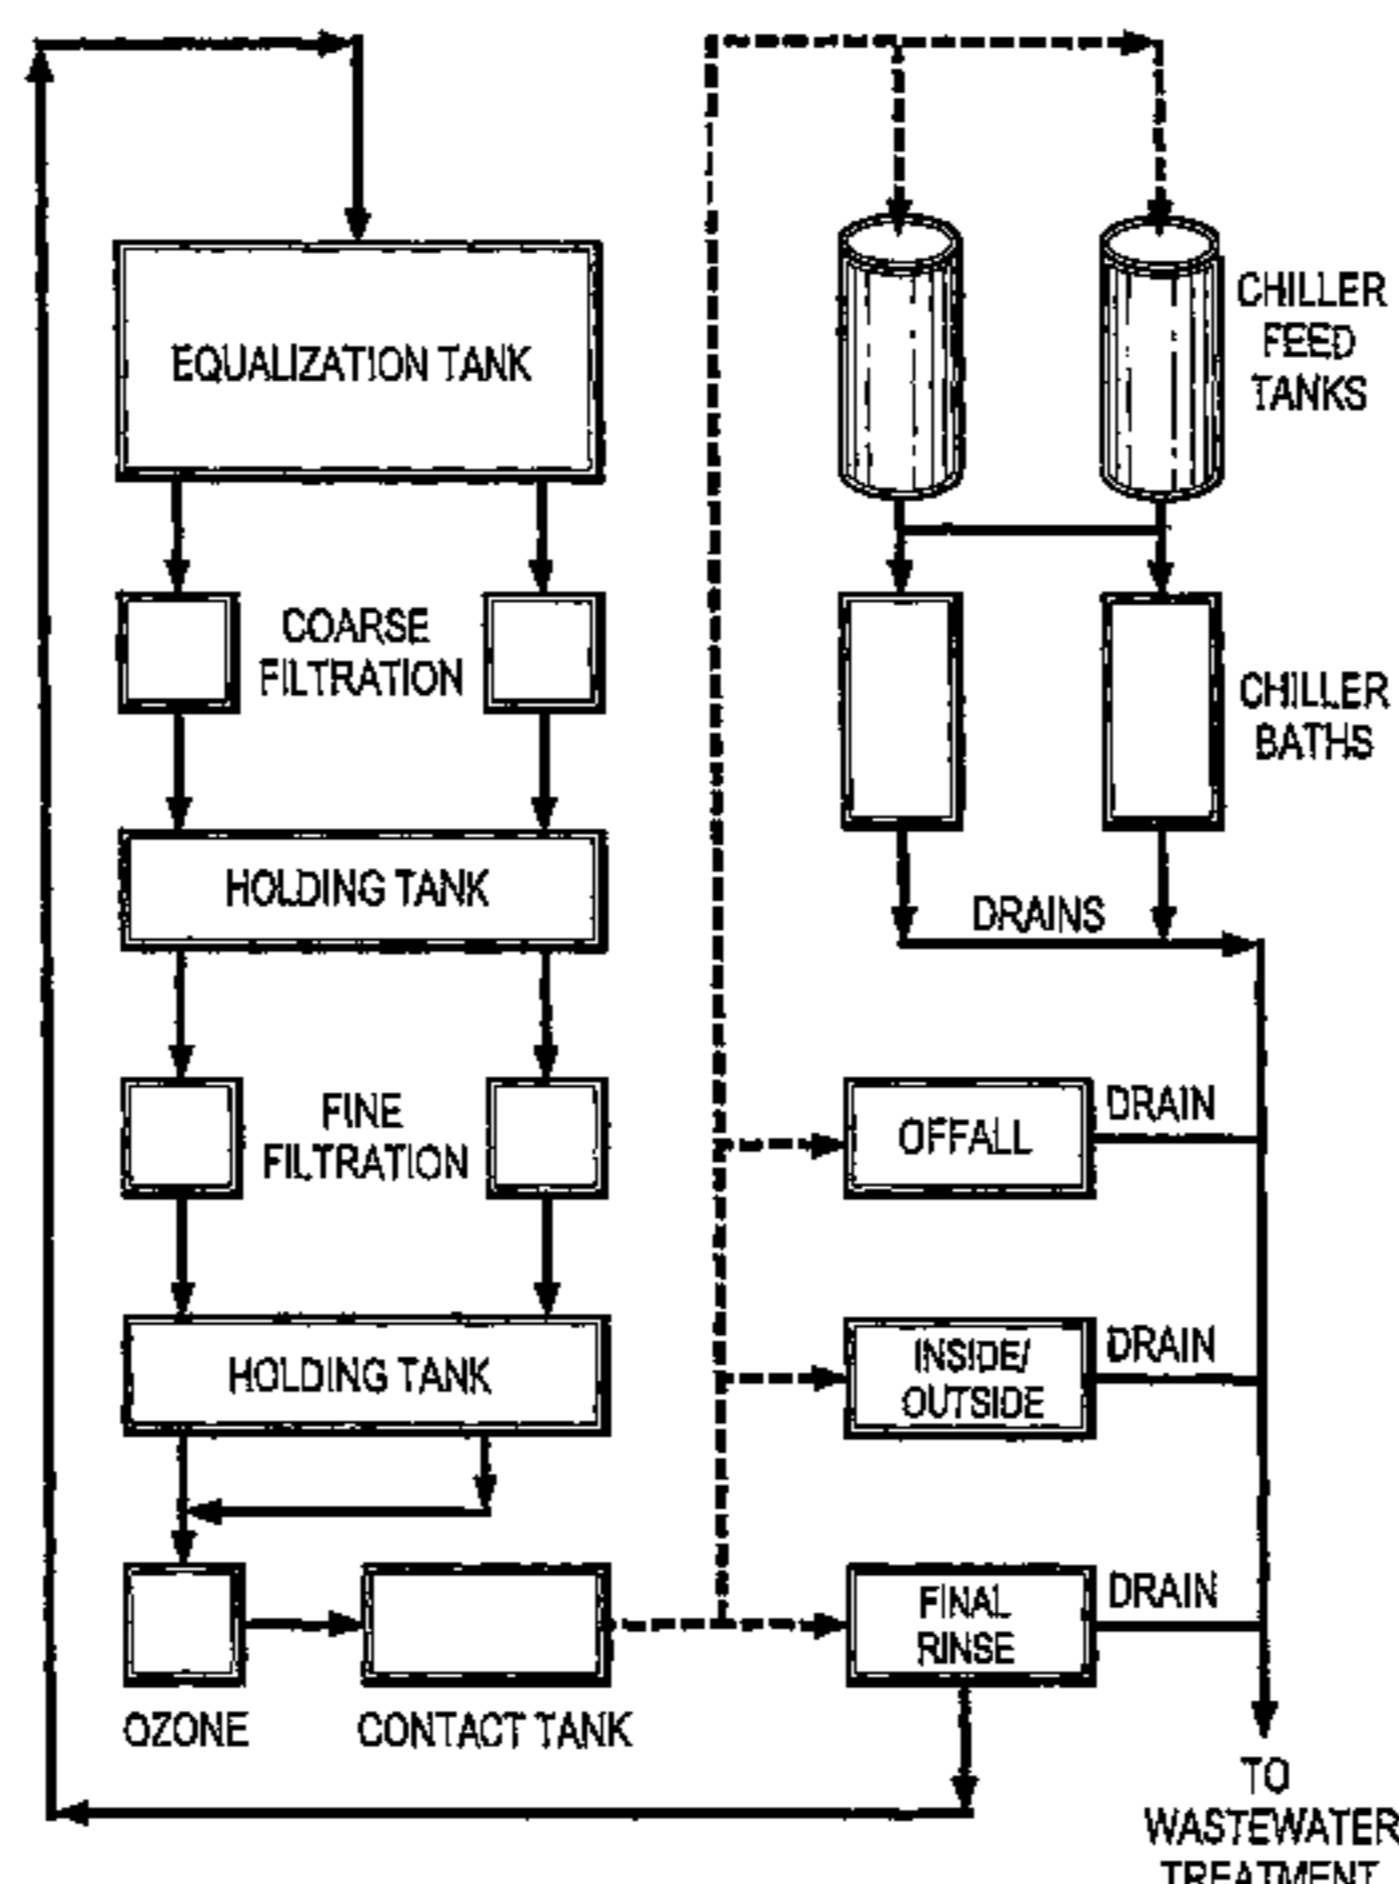 EQUALIZATION TANK
COARSE
FILTRATION
HOLDING TANK
FINE
FILTRATION
HOLDING TANK
OZONE
CONTACT TANK
CHILLER
FEED
TANKS
CHILLER
BATHS
DRAINS
OFFALL
DRAIN
INSIDE/
OUTSIDE
DRAIN
FINAL
RINSE
DRAIN
TO
WASTEWATER
TREATMENT